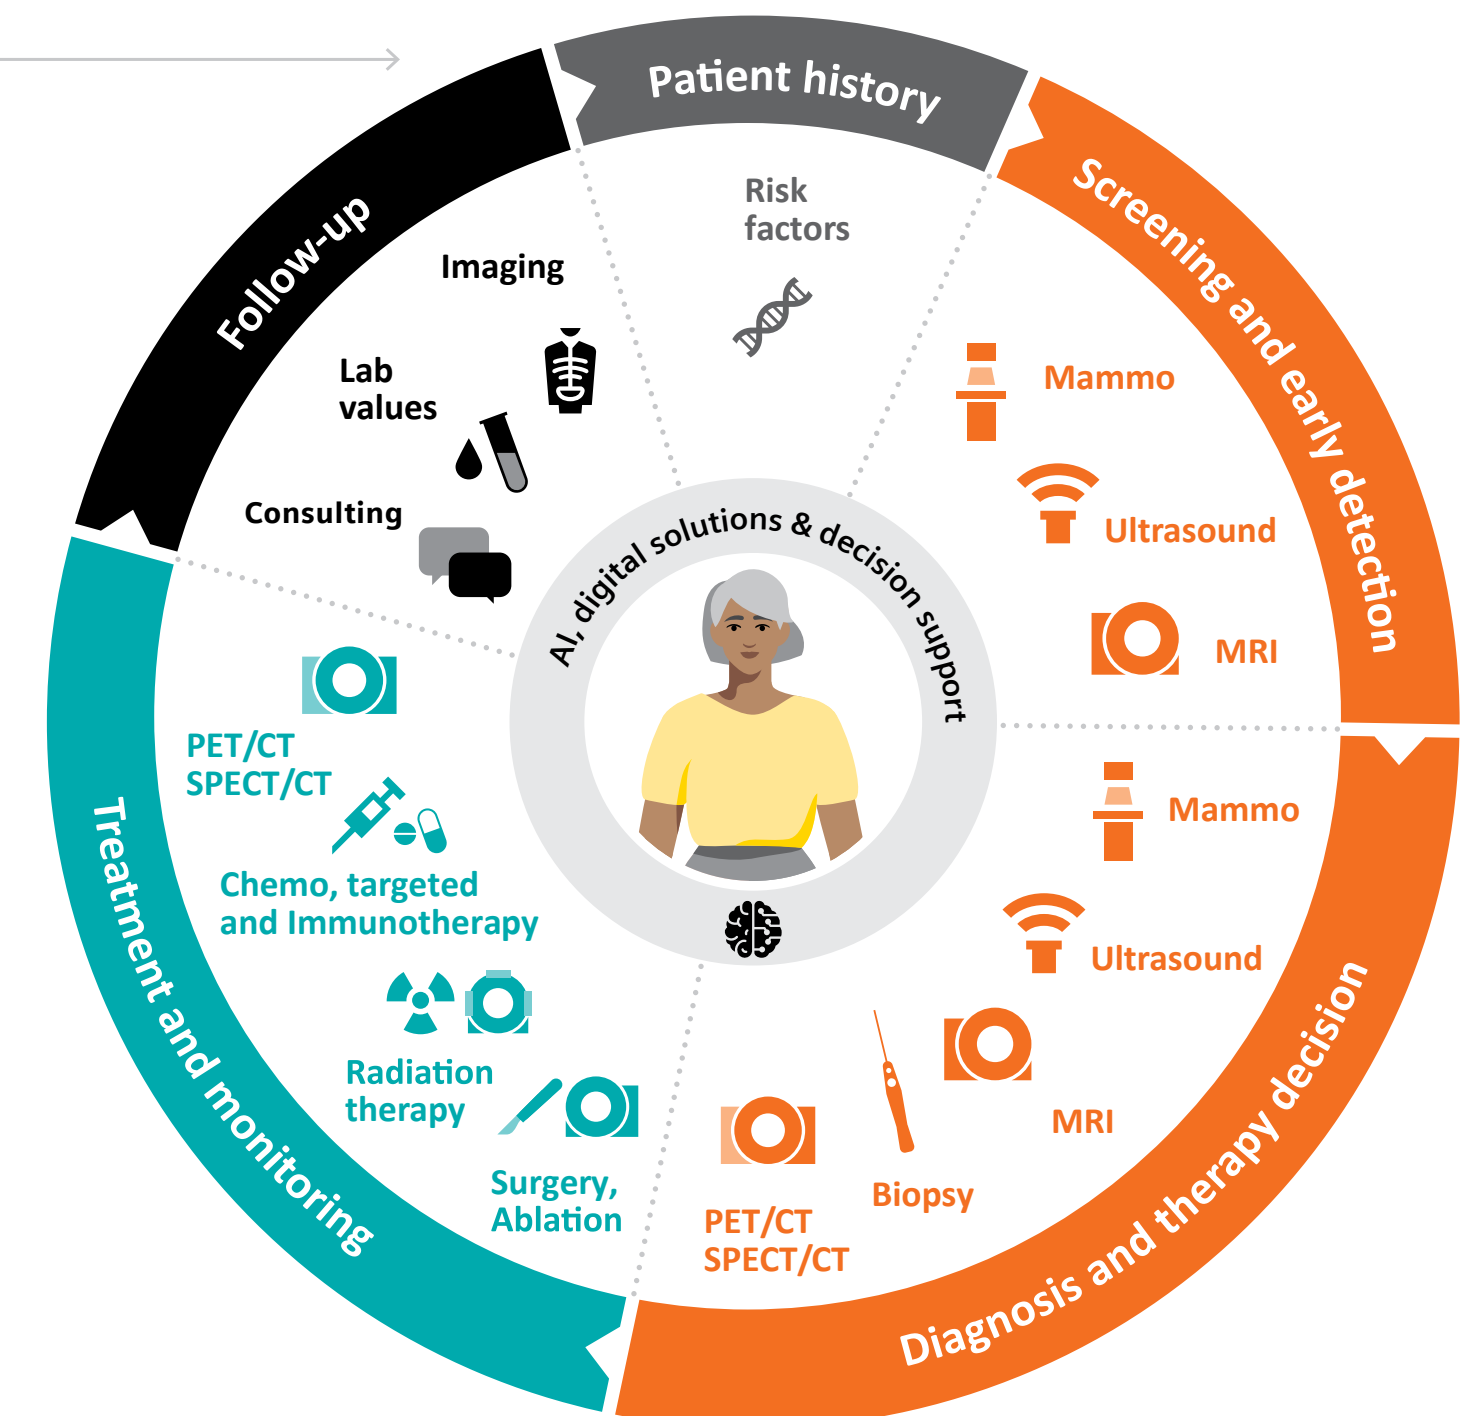 Patient history
Risk
factors
Screening and early detection
Mammo
Ultrasound
MRI
Diagnosis and therapy decision
Mammo
Ultrasound
MRI
Biopsy
PET/CT
SPECT/CT
Treatment and monitoring
Surgery,
Ablation
Radiation
therapy
Chemo, targeted
and Immunotherapy
PET/CT
SPECT/CT
Follow-up
Consulting
Lab
values
Imaging
AI, digital solutions & decision support